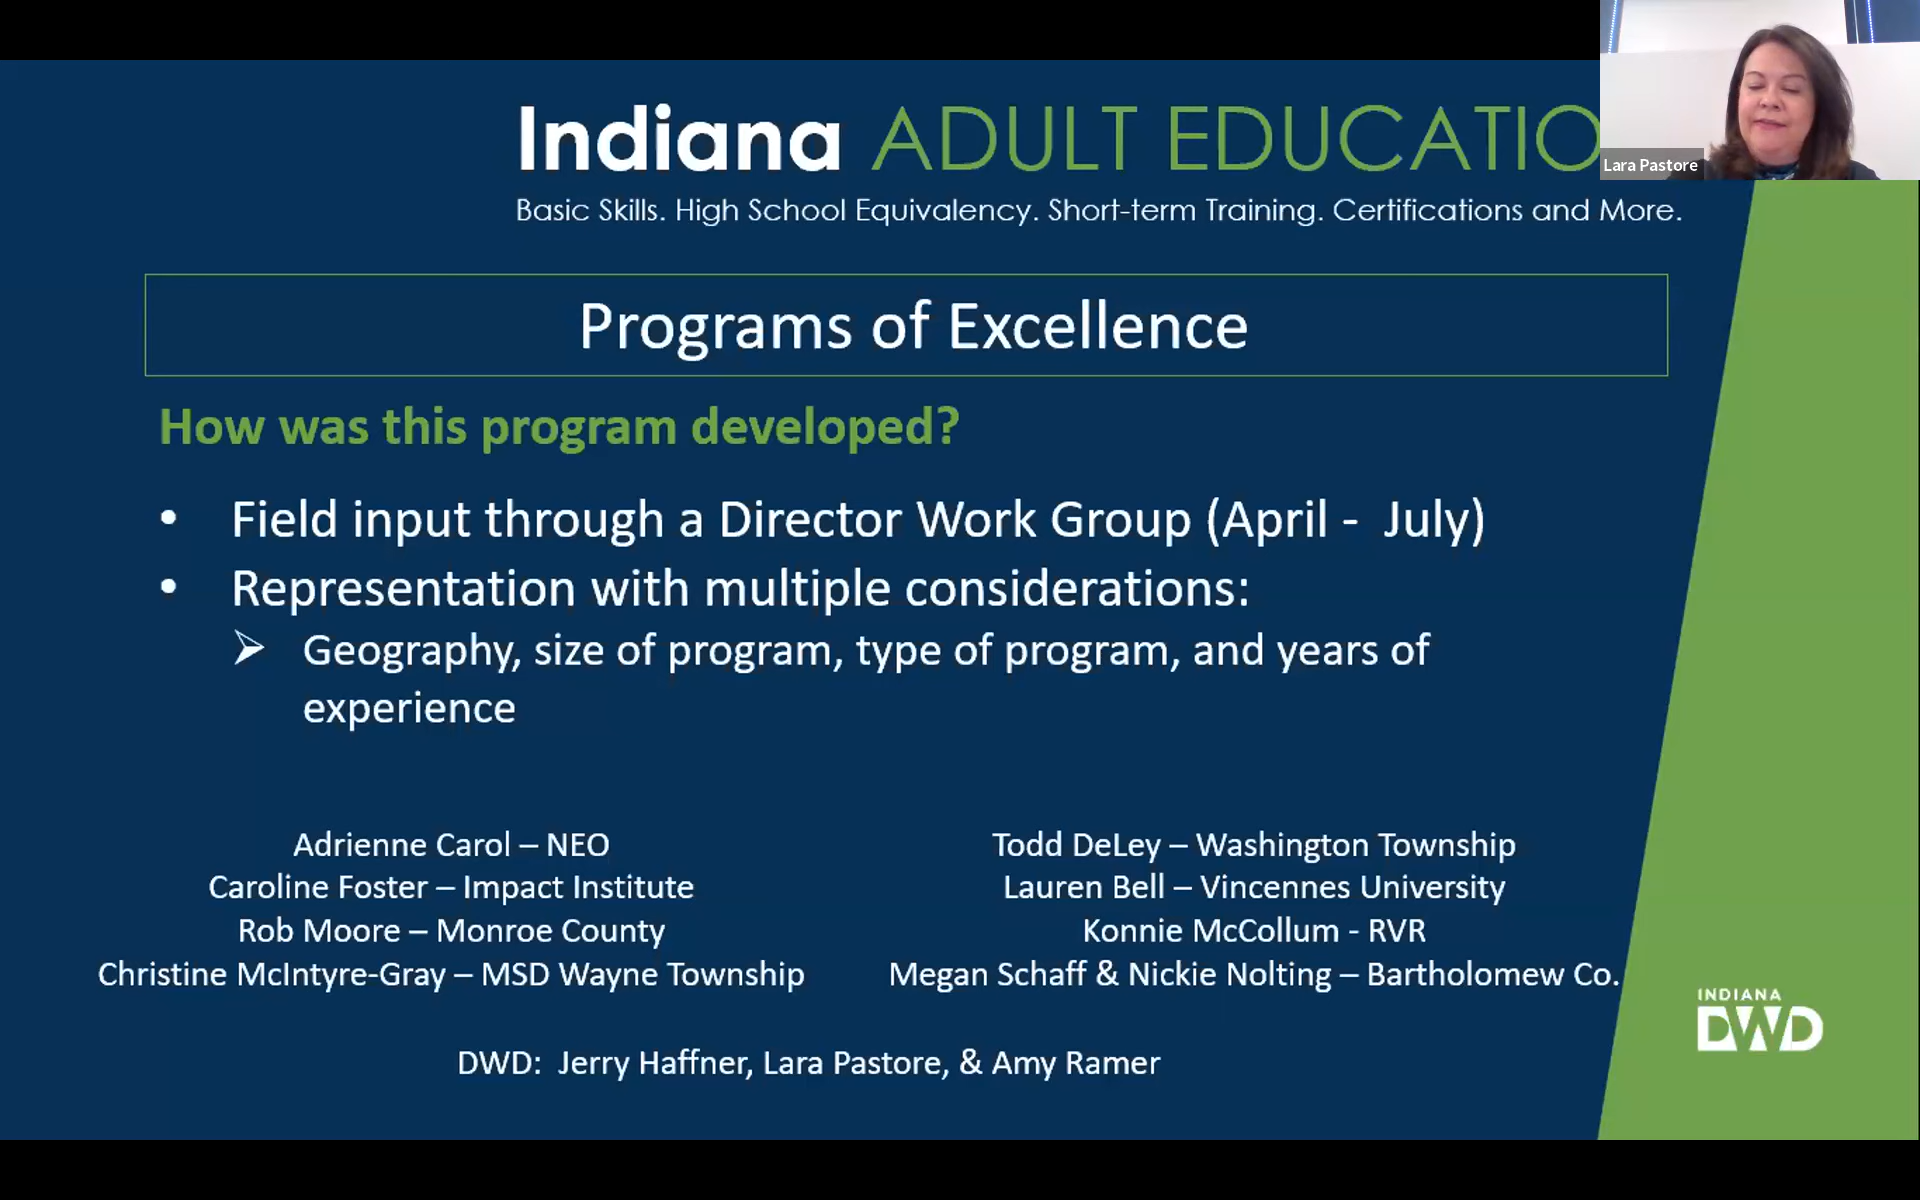 Indiana ADULT EDUCATIO
Lara Pastore
Basic Skills. High School Equivalency. Short-term Training. Certifications and More.
Programs of Excellence
How was this program developed?
• Field input through a Director Work Group (April -  July)
• Representation with multiple considerations:
➢ Geography, size of program, type of program, and years of
experience
Adrienne Carol – NEO
Caroline Foster – Impact Institute
Rob Moore – Monroe County
Christine McIntyre-Gray – MSD Wayne Township
Todd DeLey – Washington Township
Lauren Bell – Vincennes University
Konnie McCollum - RVR
Megan Schaff & Nickie Nolting – Bartholomew Co.
INDIANA
DWD
DWD:  Jerry Haffner, Lara Pastore, & Amy Ramer